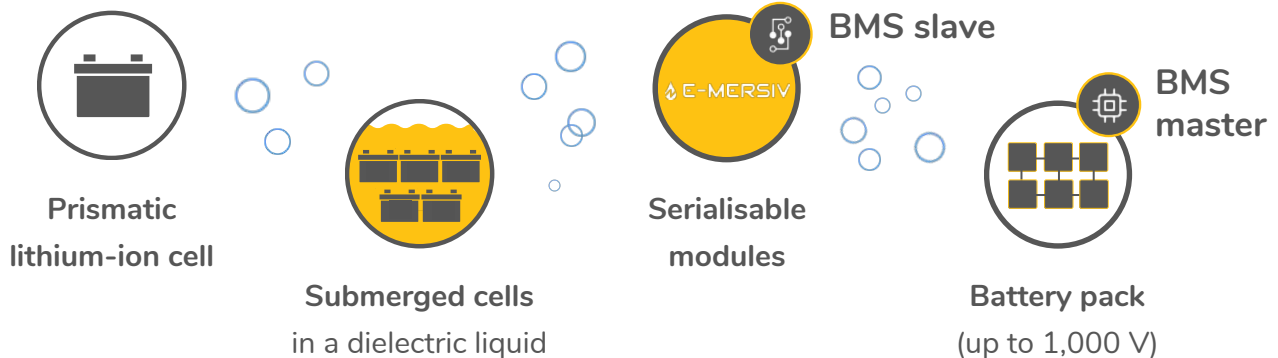 Prismatic
lithium-ion cell
Submerged cells
in a dielectric liquid
E-MERSIV
BMS slave
Serialisable
modules
BMS
master
Battery pack
(up to 1,000 V)